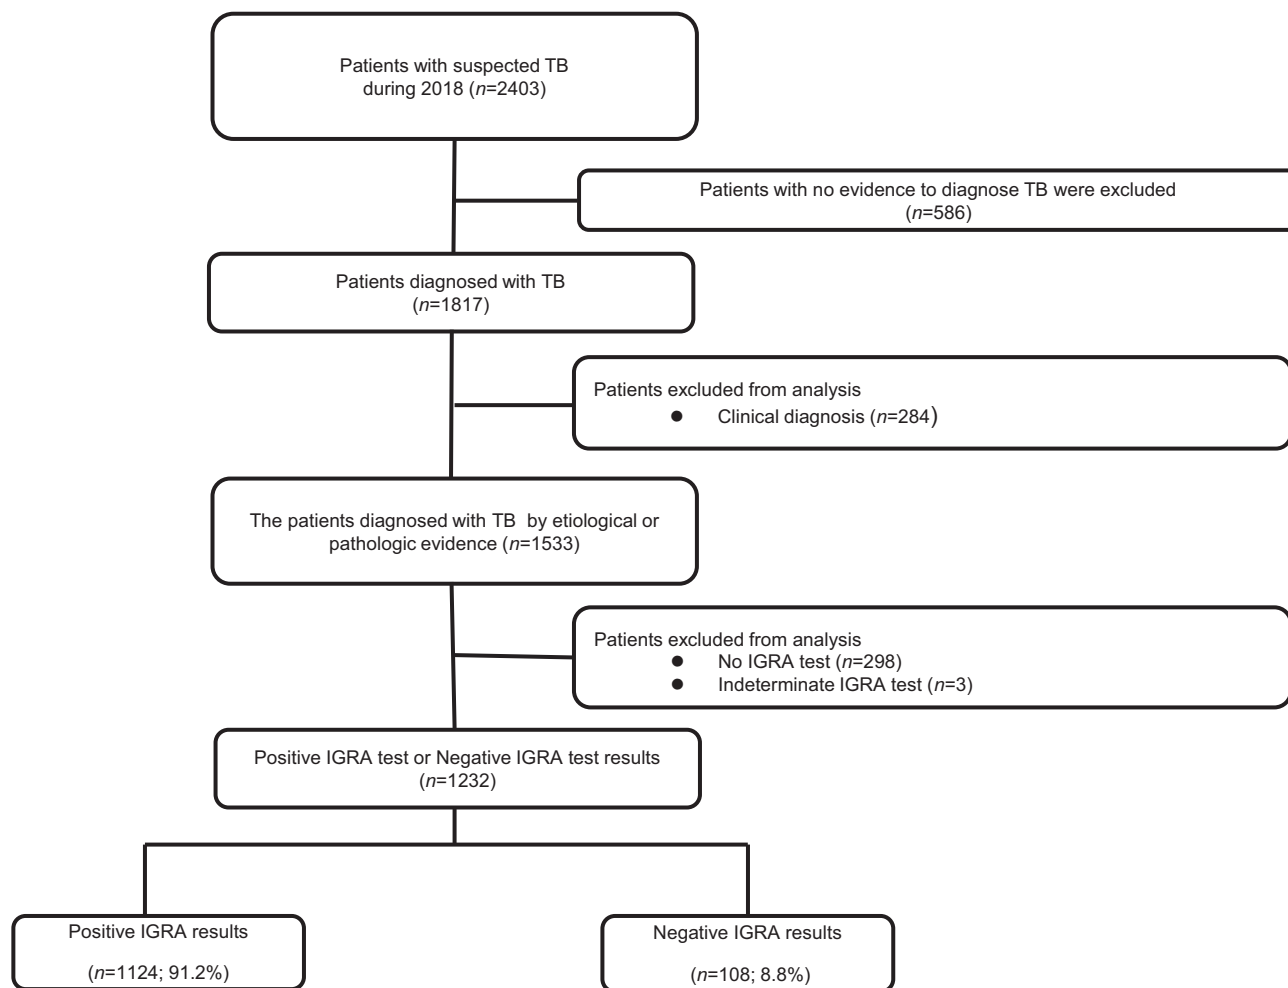 Patients with suspected TB
during 2018 (n=2403)
Patients with no evidence to diagnose TB were excluded
(n=586)
Patients diagnosed with TB
(n=1817)
Patients excluded from analysis
● Clinical diagnosis (n=284)
The patients diagnosed with TB by etiological or
pathologic evidence (n=1533)
Patients excluded from analysis
● No IGRA test (n=298)
● Indeterminate IGRA test (n=3)
Positive IGRA test or Negative IGRA test results
(n=1232)
Positive IGRA results
(n=1124; 91.2%)
Negative IGRA results
(n=108; 8.8%)